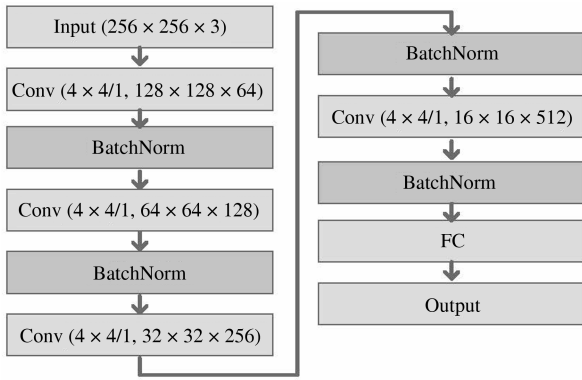 Input (256 × 256 × 3)
Conv (4 × 4/1, 128 × 128 × 64)
BatchNorm
Conv (4 × 4/1, 64 × 64 × 128)
BatchNorm
Conv (4 × 4/1, 32 × 32 × 256)
BatchNorm
Conv (4 × 4/1, 16 × 16 × 512)
BatchNorm
FC
Output